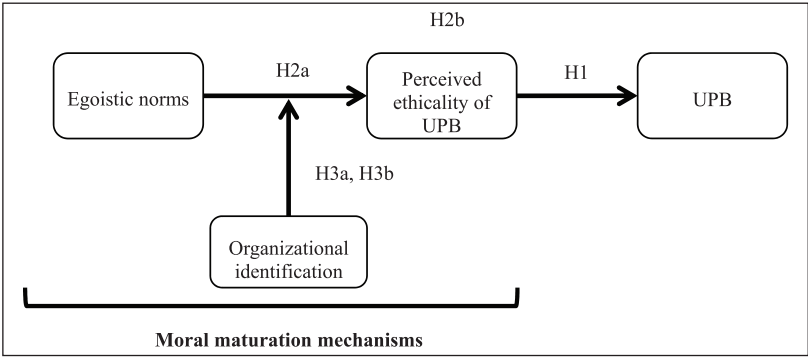 H2b
H2a
H1
Egoistic norms
Perceived
ethicality of
UPB
UPB
H3a, H3b
Organizational
identification
Moral maturation mechanisms